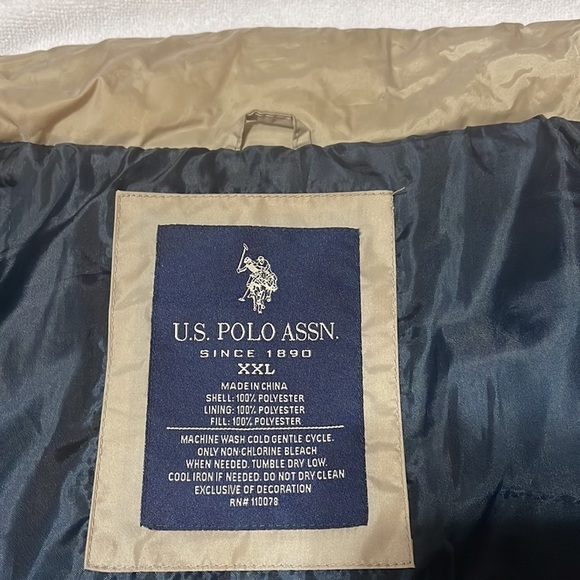 U.S. POLO ASSN.
SINCE 1890
XXL
MADE IN CHINA
SHELL: 100% POLYESTER
LINING: 100% POLYESTER
FILL: 100% POLYESTER
MACHINE WASH COLD GENTLE CYCLE.
ONLY NON-CHLORINE BLEACH
WHEN NEEDED. TUMBLE DRY LOW.
COOL IRON IF NEEDED. DO NOT DRY CLEAN
EXCLUSIVE OF DECORATION
RN# 110078